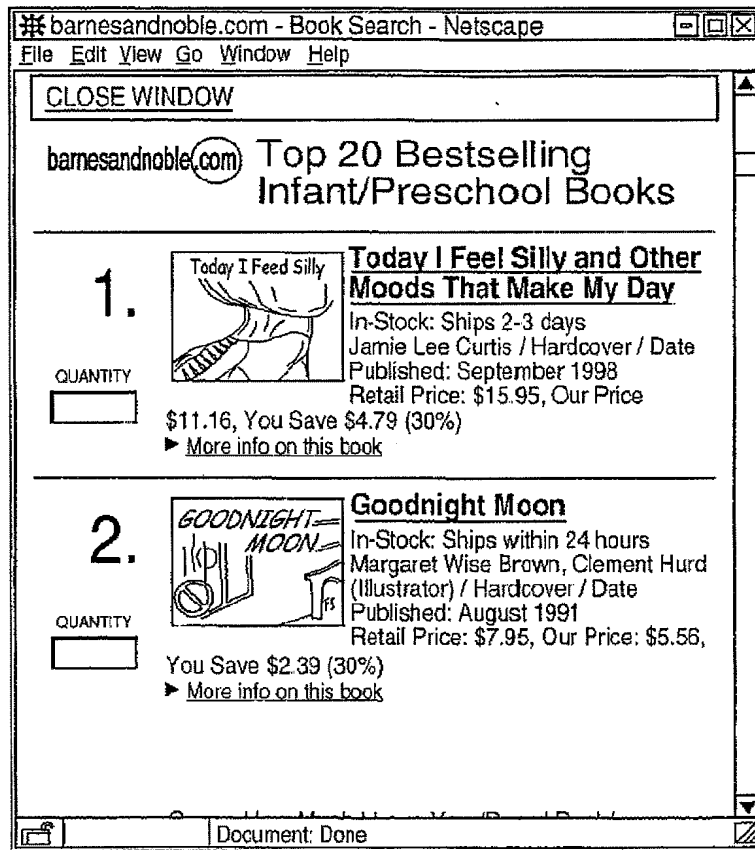 barnesandnoble.com - Book Search - Netscape
File Edit View Go Window Help
CLOSE WINDOW
barnesandnoble.com
Top 20 Bestselling
Infant/Preschool Books
1.
QUANTITY
Today I Feed Silly
Today I Feel Silly and Other
Moods That Make My Day
In-Stock: Ships 2-3 days
Jamie Lee Curtis / Hardcover / Date
Published: September 1998
Retail Price: $15.95, Our Price
$11.16, You Save $4.79 (30%)
► More info on this book
2.
QUANTITY
GOODNIGHT
MOON
FS
Goodnight Moon
In-Stock: Ships within 24 hours
Margaret Wise Brown, Clement Hurd
(Illustrator) / Hardcover / Date
Published: August 1991
Retail Price: $7.95, Our Price: $5.56,
You Save $2.39 (30%)
► More info on this book
Document: Done